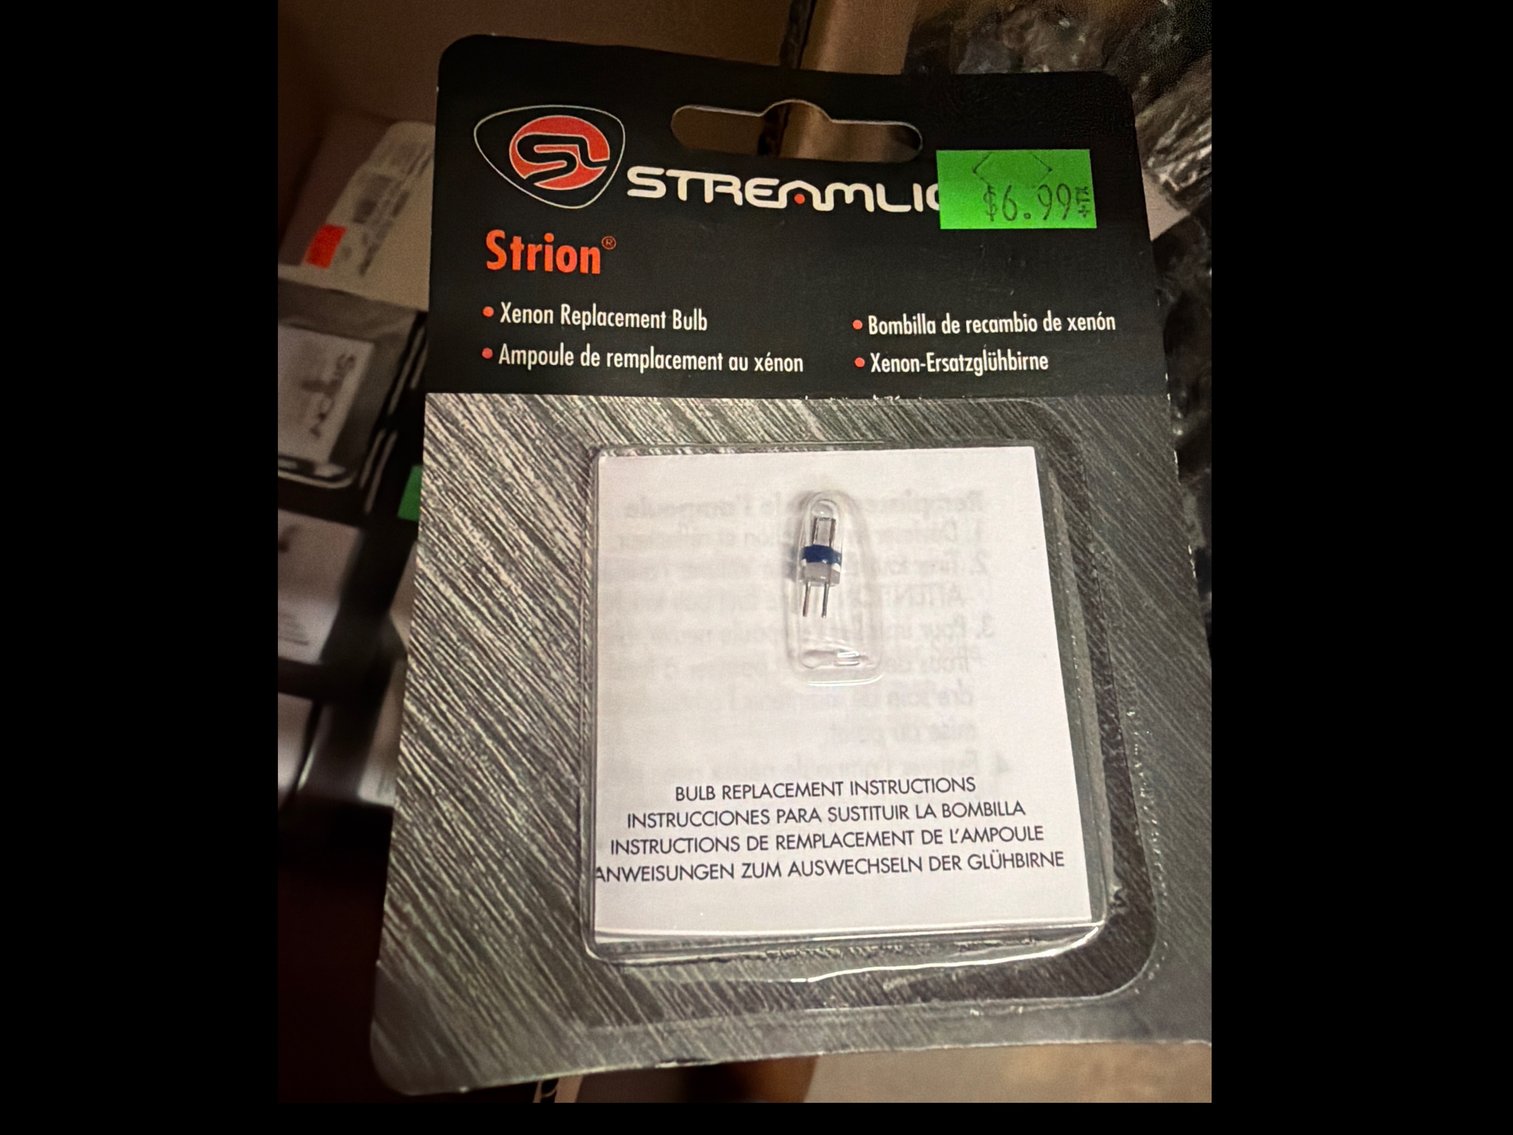 STREAMLIG
$6.99
Strion®
• Xenon Replacement Bulb
• Ampoule de remplacement au xénon
• Bombilla de recambio de xenón
• Xenon-Ersatzglühbirne
BULB REPLACEMENT INSTRUCTIONS
INSTRUCCIONES PARA SUSTITUIR LA BOMBILLA
INSTRUCTIONS DE REMPLACEMENT DE L'AMPOULE
ANWEISUNGEN ZUM AUSWECHSELN DER GLÜHBIRNE